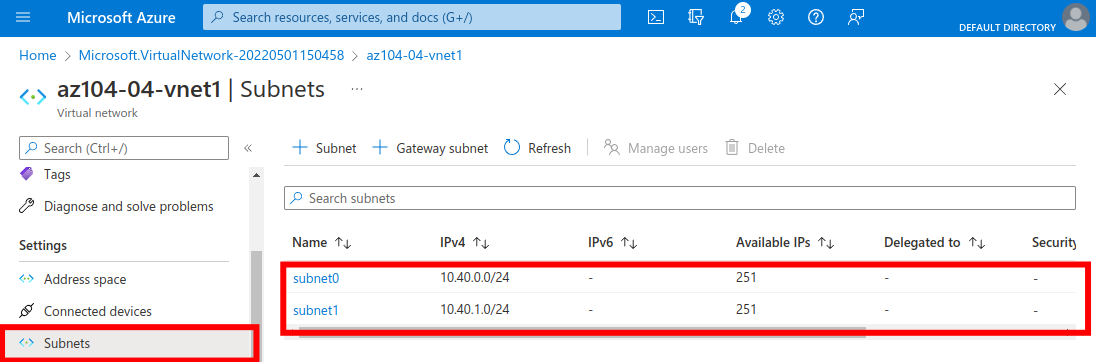 Microsoft Azure
Search resources, services, and docs (G+/)
2
DEFAULT DIRECTORY
Home > Microsoft.VirtualNetwork-20220501150458 > az104-04-vnet1
az104-04-vnet1 | Subnets ...
Virtual network
Search (Ctrl+/)
«
+ Subnet + Gateway subnet Refresh Manage users Delete
Tags
Diagnose and solve problems
Settings
Address space
Connected devices
Subnets
Search subnets
Name ↑↓ IPv4 ↑↓ IPv6 ↑↓ Available IPs ↑↓ Delegated to ↑↓ Security
subnet0 10.40.0.0/24 - 251 - -
subnet1 10.40.1.0/24 - 251 - -